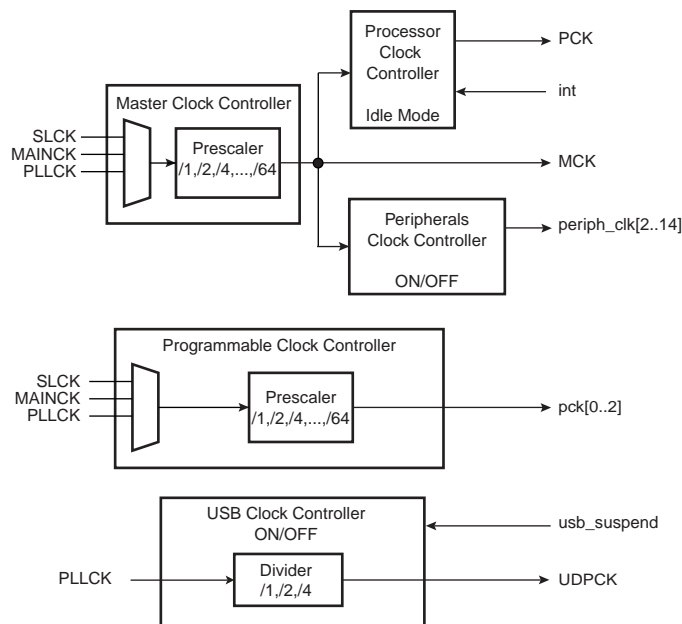 Processor
Clock
Controller
Idle Mode
PCK
int
Master Clock Controller
SLCK
MAINCK
PLLCK
Prescaler
/1,/2,/4,...,/64
MCK
Peripherals
Clock Controller
ON/OFF
periph_clk[2..14]
Programmable Clock Controller
SLCK
MAINCK
PLLCK
Prescaler
/1,/2,/4,...,/64
pck[0..2]
USB Clock Controller
ON/OFF
usb_suspend
PLLCK
Divider
/1,/2,/4
UDPCK